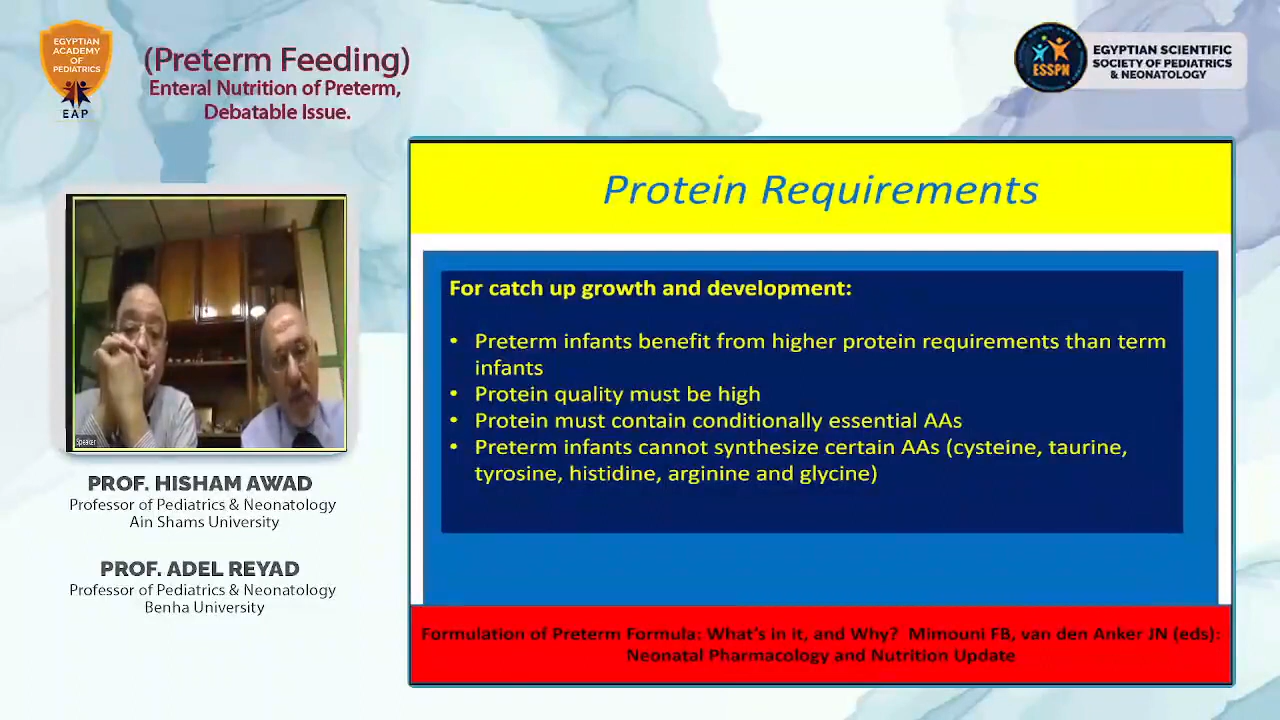 EGYPTIAN
ACADEMY
OF
PEDIATRICS
EAP
(Preterm Feeding)
Enteral Nutrition of Preterm,
Debatable Issue.
ESSPN
EGYPTIAN SCIENTIFIC
SOCIETY OF PEDIATRICS
& NEONATOLOGY
Protein Requirements
For catch up growth and development:
• Preterm infants benefit from higher protein requirements than term
infants
• Protein quality must be high
• Protein must contain conditionally essential AAs
• Preterm infants cannot synthesize certain AAs (cysteine, taurine,
tyrosine, histidine, arginine and glycine)
Formulation of Preterm Formula: What's in it, and Why? Mimouni FB, van den Anker JN (eds):
Neonatal Pharmacology and Nutrition Update
Speaker
PROF. HISHAM AWAD
Professor of Pediatrics & Neonatology
Ain Shams University
PROF. ADEL REYAD
Professor of Pediatrics & Neonatology
Benha University